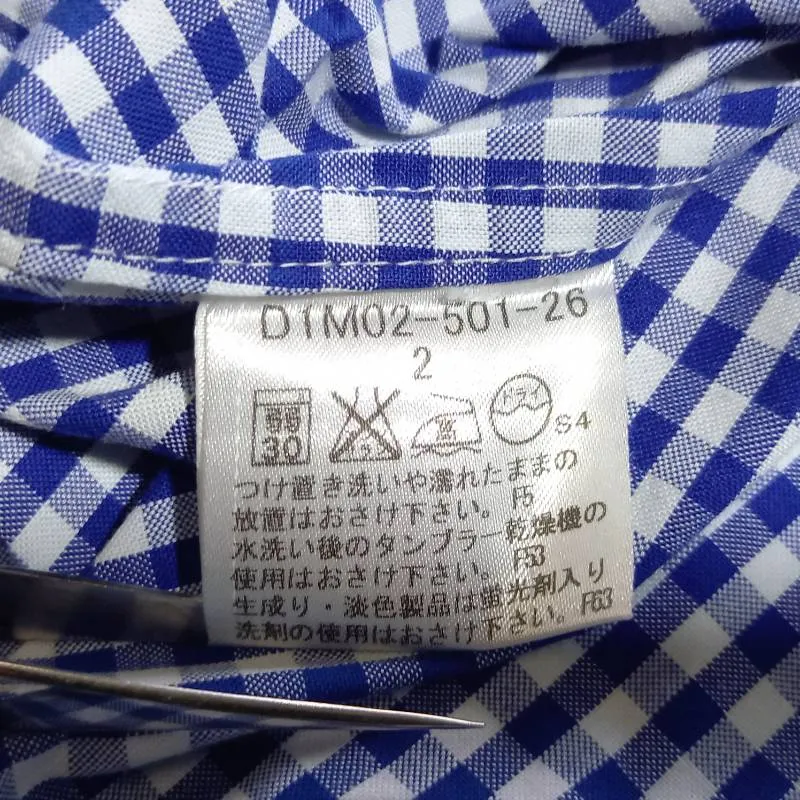 D1M02-501-26
2
弱
30
エンソ
中
ドライ
S4
つけ置き洗いや濡れたままの
放置はおさけ下さい。F5
水洗い後のタンブラー乾燥機の
使用はおさけ下さい。F53
生成り・淡色製品は蛍光剤入り
洗剤の使用はおさけ下さい。F63